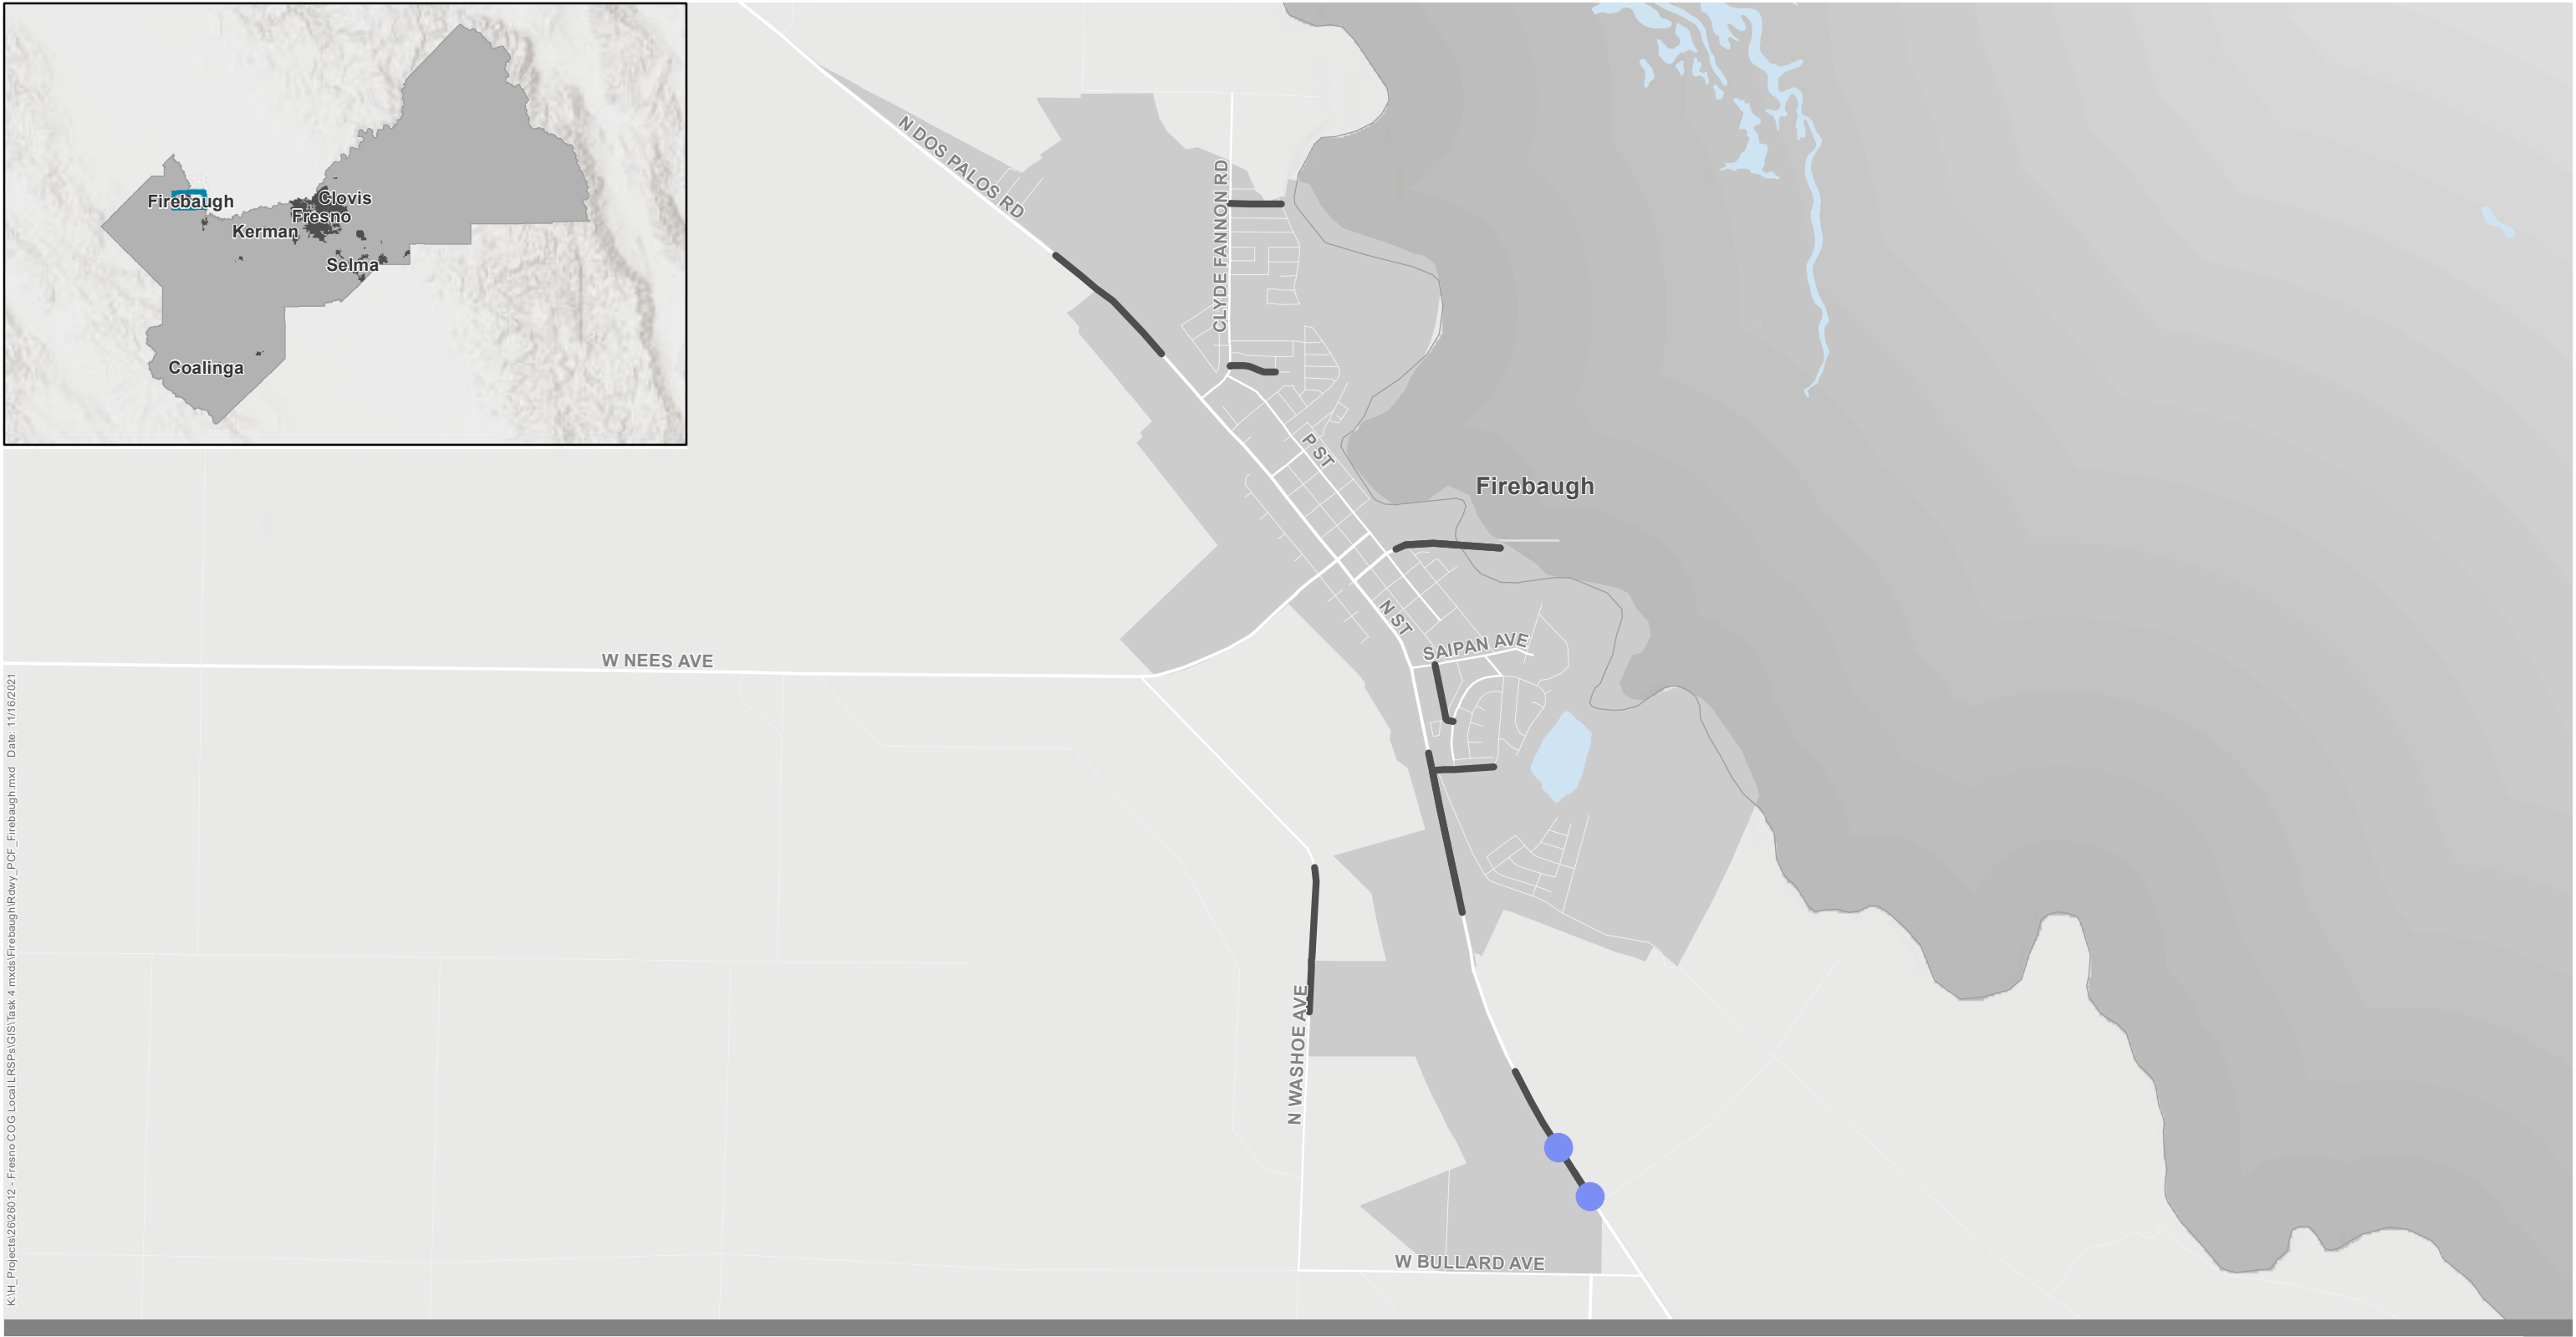 Firebaugh
Clovis
Fresno
Kerman
Selma
Coalinga
N DOS PALOS RD
CLYDE FANNON RD
P ST
Firebaugh
N ST
SAIPAN AVE
W NEES AVE
N WASHOE AVE
W BULLARD AVE
K:\H_Projects\26\26012 - Fresno COG Local LRSPs\GIS\Task 4 mxds\Firebaugh\Rdwy_PCF_Firebaugh.mxd Date: 11/16/2021